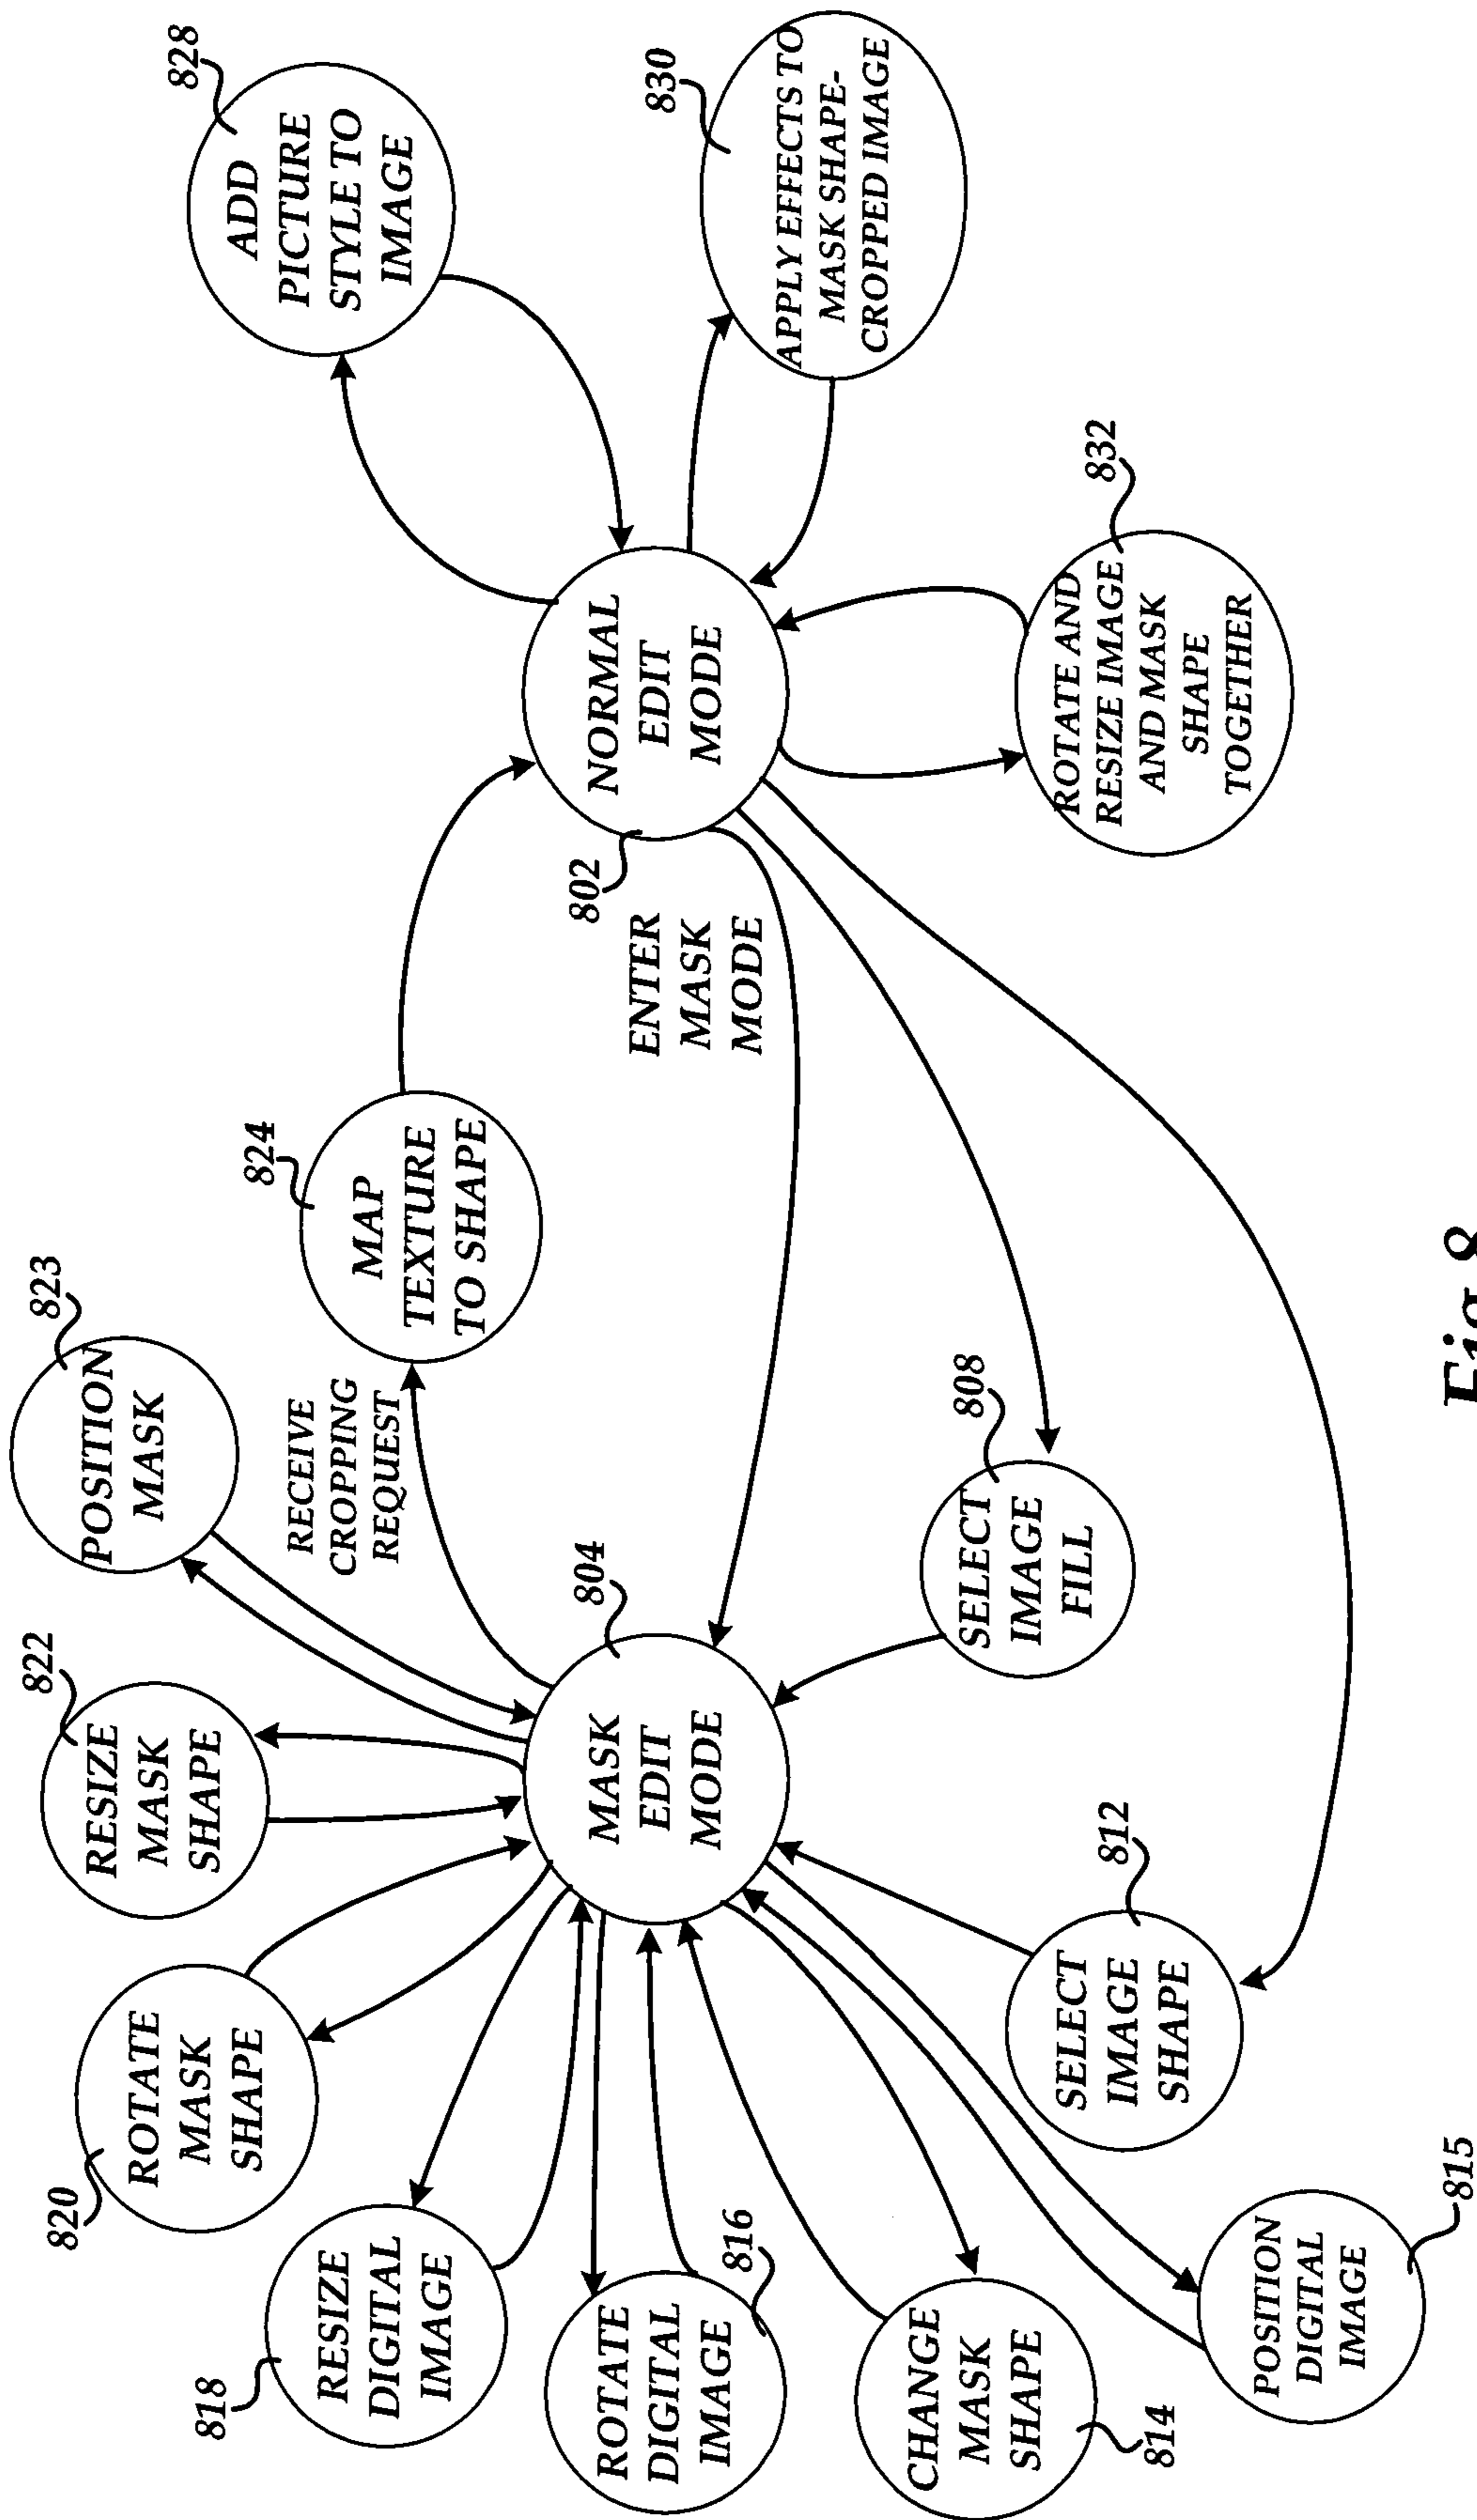 820
ROTATE
MASK
SHAPE
822
RESIZE
MASK
SHAPE
823
POSITION
MASK
RECEIVE
CROPPING
REQUEST
824
MAP
TEXTURE
TO SHAPE
828
ADD
PICTURE
STYLE TO
IMAGE
818
RESIZE
DIGITAL
IMAGE
816
ROTATE
DIGITAL
IMAGE
804
MASK
EDIT
MODE
ENTER
MASK
MODE
802
NORMAL
EDIT
MODE
830
APPLY EFFECTS TO
MASK SHAPE-
CROPPED IMAGE
814
CHANGE
MASK
SHAPE
812
SELECT
IMAGE
SHAPE
808
SELECT
IMAGE
FILL
832
ROTATE AND
RESIZE IMAGE
AND MASK
SHAPE
TOGETHER
815
POSITION
DIGITAL
IMAGE
Fig. 8